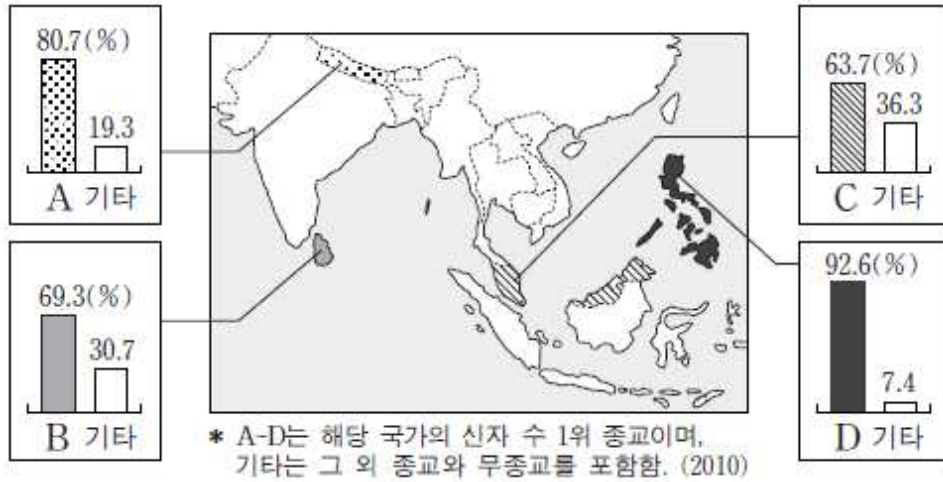 80.7(%)
19.3
A 기타
69.3(%)
30.7
B 기타
63.7(%)
36.3
C 기타
92.6(%)
7.4
D 기타
* A-D는 해당 국가의 신자 수 1위 종교이며,
기타는 그 외 종교와 무종교를 포함함. (2010)